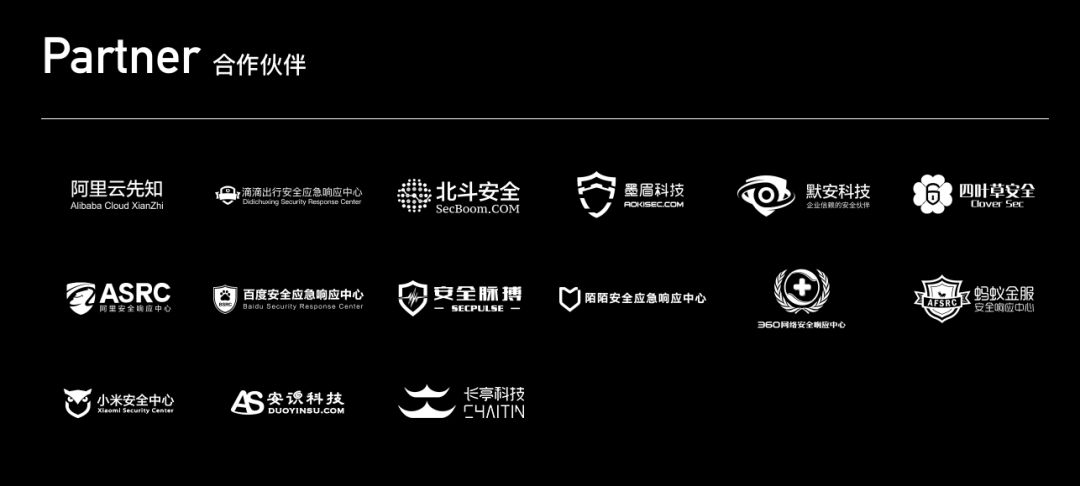 Partner 合作伙伴
阿里云先知
Alibaba Cloud XianZhi
滴滴出行安全应急响应中心
Didichuxing Security Response Center
北斗安全
SecBoom.COM
墨眉科技
AOKISEC.COM
默安科技
企业信赖的安全伙伴
四叶草安全
Clover Sec
ASRC
阿里安全响应中心
BSRC
百度安全应急响应中心
Baidu Security Response Center
安全脉搏
SECPULSE
陌陌安全应急响应中心
360网络安全响应中心
AFSRC
蚂蚁金服
安全响应中心
小米安全中心
Xiaomi Security Center
AS
安识科技
DUOYINSU.COM
长亭科技
CHAITIN